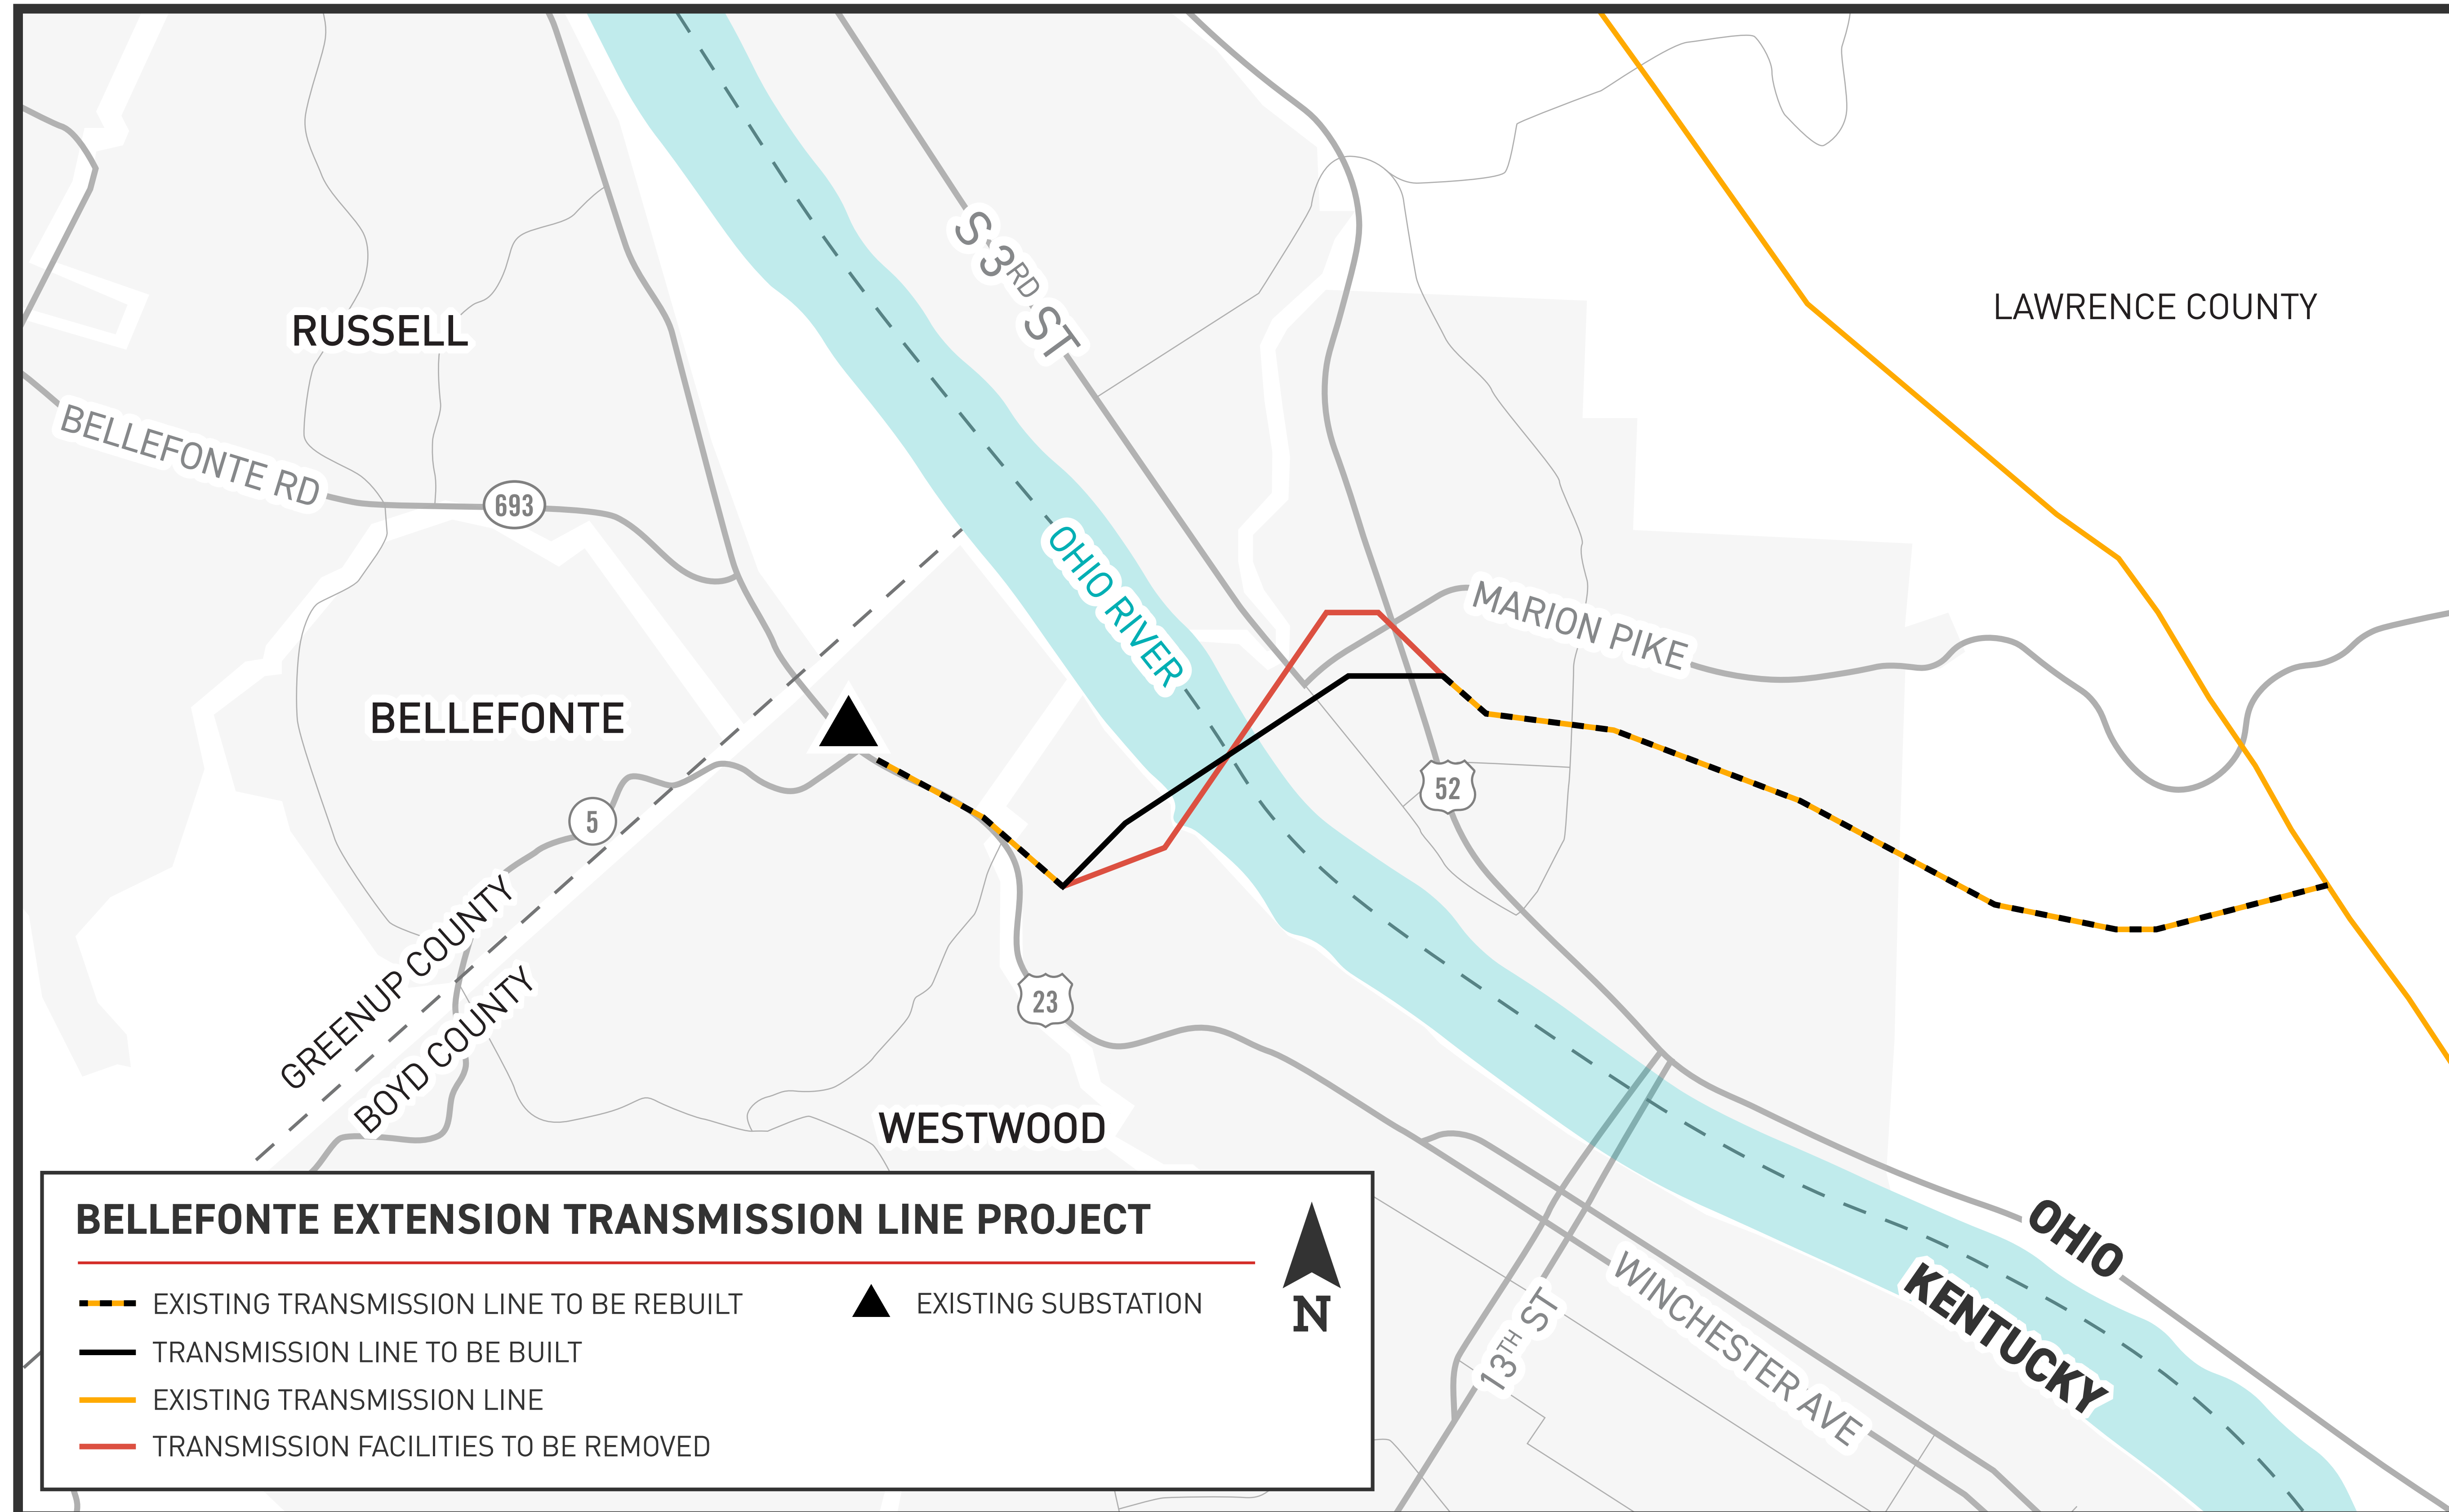 S 3RD ST
LAWRENCE COUNTY
RUSSELL
BELLEFONTE RD
693
OHIO RIVER
MARION PIKE
BELLEFONTE
52
5
GREENUP COUNTY
BOYD COUNTY
23
WESTWOOD
OHIO
KENTUCKY
WINCHESTER AVE
13TH ST
BELLEFONTE EXTENSION TRANSMISSION LINE PROJECT
EXISTING TRANSMISSION LINE TO BE REBUILT
TRANSMISSION LINE TO BE BUILT
EXISTING TRANSMISSION LINE
TRANSMISSION FACILITIES TO BE REMOVED
EXISTING SUBSTATION
N